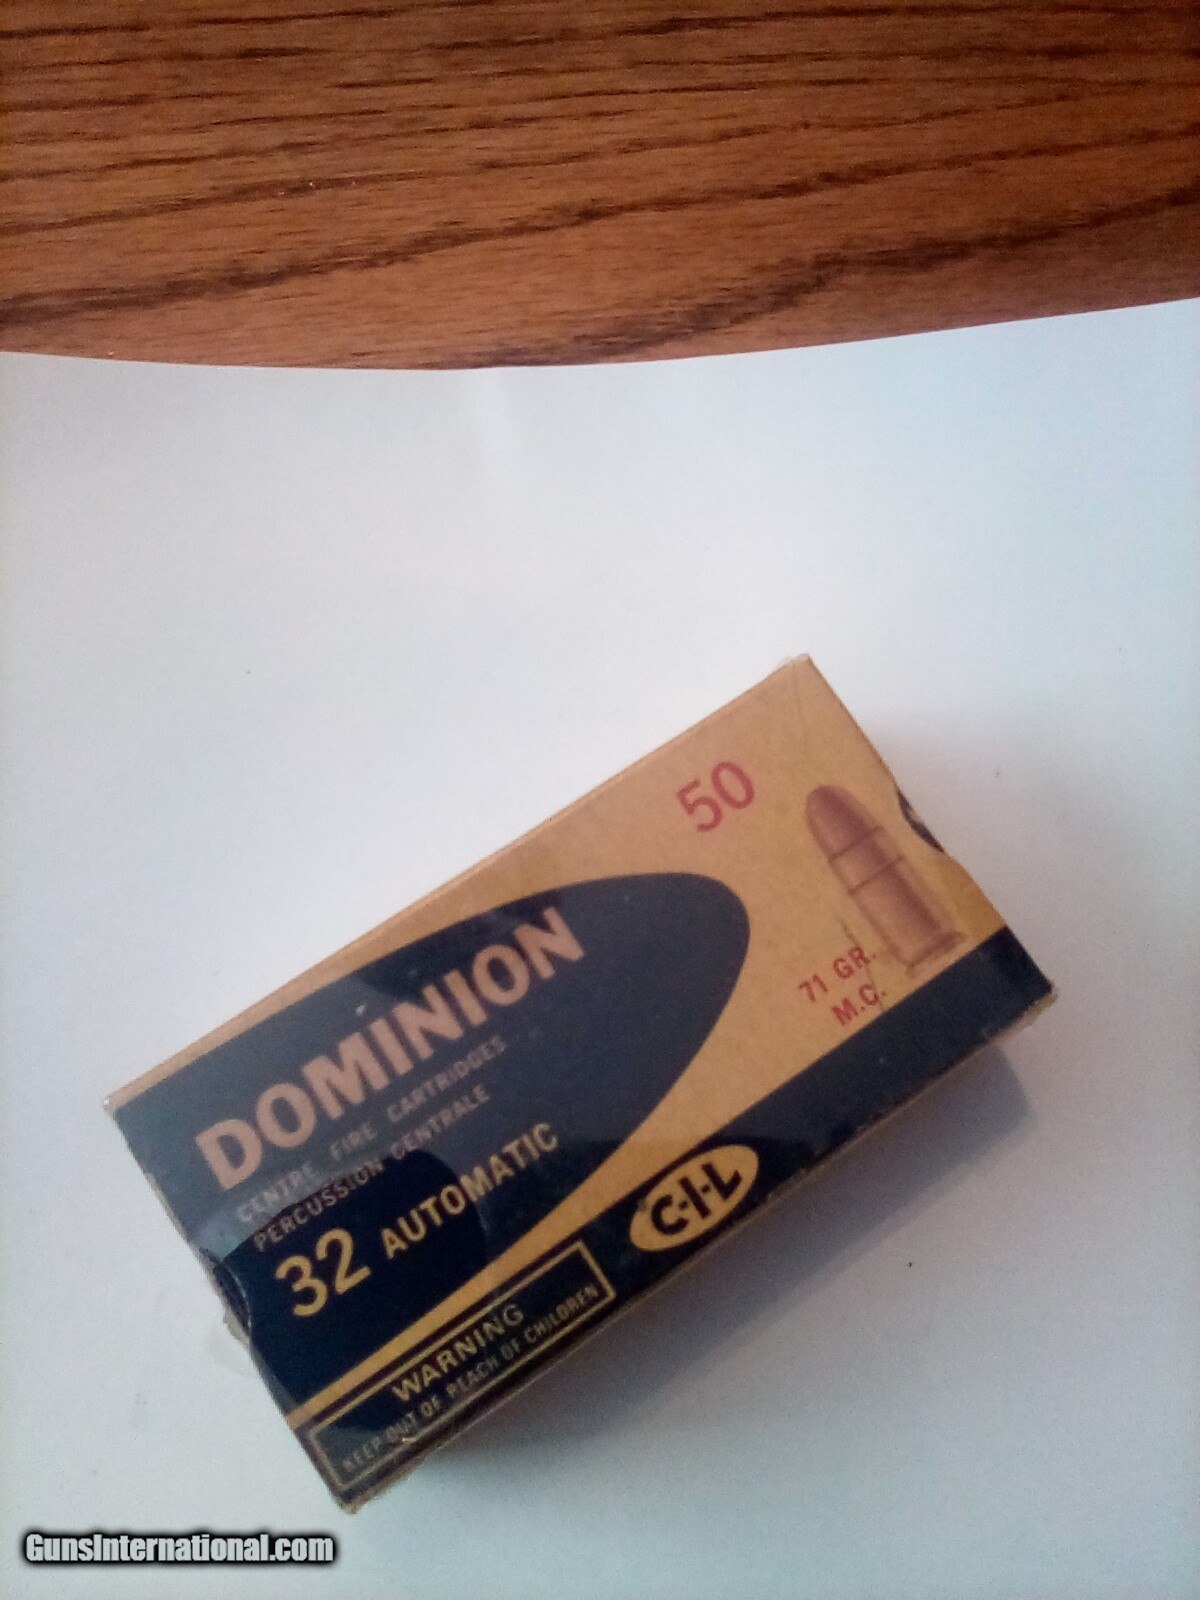 50
DOMINION
CENTRE FIRE CARTRIDGES
PERCUSSION CENTRALE
32 AUTOMATIC
71 GR.
M.C.
C-I-L
WARNING
KEEP OUT OF REACH OF CHILDREN
GunsInternational.com